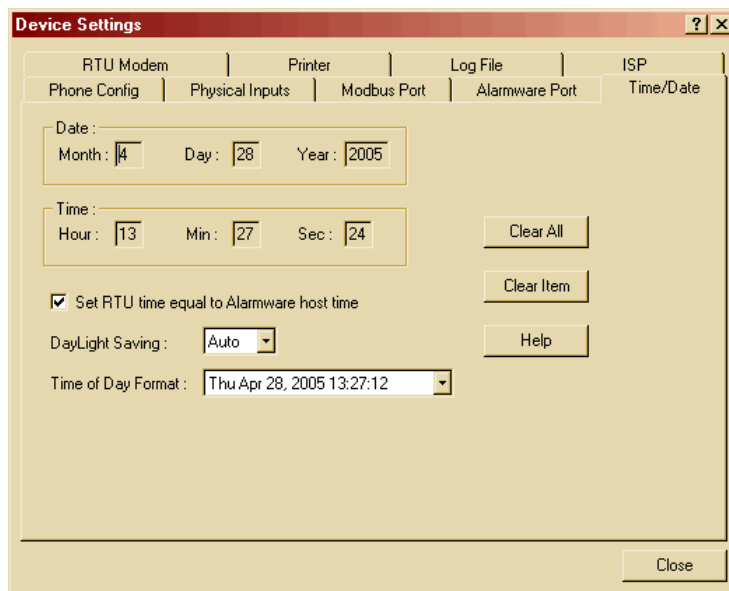 Device Settings
RTU Modem Printer Log File ISP
Phone Config Physical Inputs Modbus Port Alarmware Port Time/Date
Date :
Month : 4 Day : 28 Year : 2005
Time :
Hour : 13 Min : 27 Sec : 24
Clear All
Clear Item
Set RTU time equal to Alarmware host time
DayLight Saving : Auto
Help
Time of Day Format : Thu Apr 28, 2005 13:27:12
Close